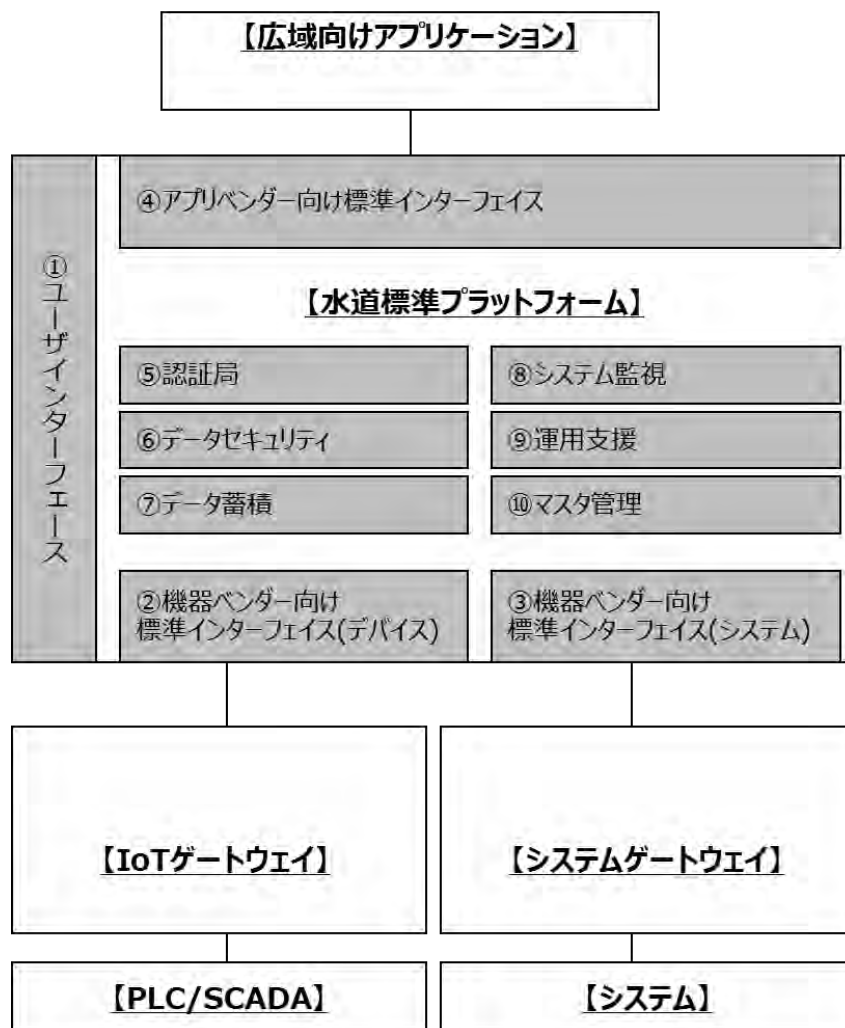 【広域向けアプリケーション】
④アプリベンダー向け標準インターフェイス
①ユーザインターフェース
【水道標準プラットフォーム】
⑤認証局
⑧システム監視
⑥データセキュリティ
⑨運用支援
⑦データ蓄積
⑩マスタ管理
②機器ベンダー向け
標準インターフェイス(デバイス)
③機器ベンダー向け
標準インターフェイス(システム)
【IoTゲートウェイ】
【システムゲートウェイ】
【PLC/SCADA】
【システム】